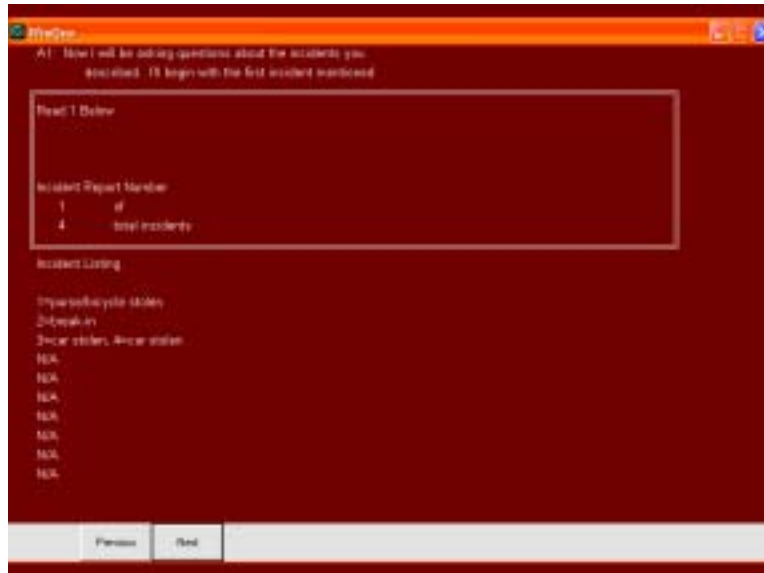 A1 Now I will be asking questions about the incidents you
described. I'll begin with the first incident mentioned
Read 1 Below
Incident Report Number
1 of
4 total incidents
Incident Listing
1=purse/bicycle stolen
2=break in
3=car stolen, 4=car stolen
N/A
N/A
N/A
N/A
N/A
N/A
N/A
Previous Next